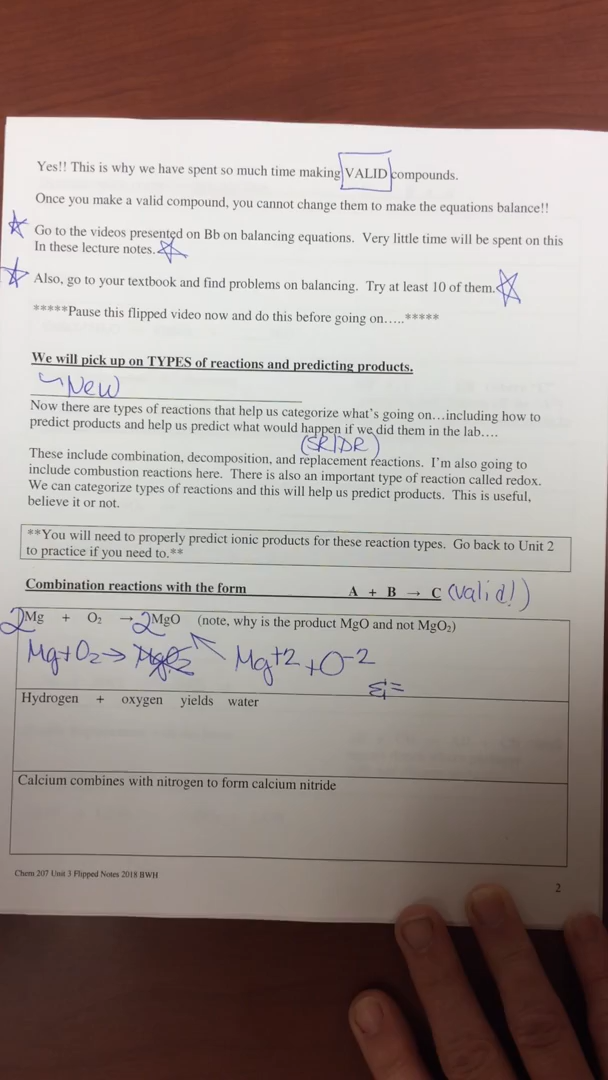 Yes!! This is why we have spent so much time making VALID compounds.
Once you make a valid compound, you cannot change them to make the equations balance!!
Go to the videos presented on Bb on balancing equations. Very little time will be spent on this
In these lecture notes.
Also, go to your textbook and find problems on balancing. Try at least 10 of them.
*****Pause this flipped video now and do this before going on…..*****
We will pick up on TYPES of reactions and predicting products.
New
Now there are types of reactions that help us categorize what's going on…including how to
predict products and help us predict what would happen if we did them in the lab….
(SR/DR)
These include combination, decomposition, and replacement reactions. I'm also going to
include combustion reactions here. There is also an important type of reaction called redox.
We can categorize types of reactions and this will help us predict products. This is useful,
believe it or not.
**You will need to properly predict ionic products for these reaction types. Go back to Unit 2
to practice if you need to.**
Combination reactions with the form A + B → C (valid!)
2Mg + O₂ → 2MgO (note, why is the product MgO and not MgO₂)
Mg + O₂ → MgO₂ Mg+2 + O-2
Hydrogen + oxygen yields water
Calcium combines with nitrogen to form calcium nitride
Chem 207 Unit 3 Flipped Notes 2018 BWH
2